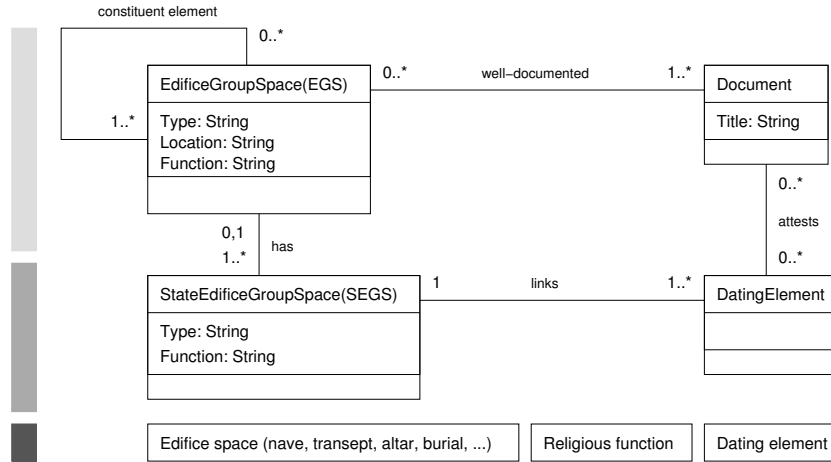 constituent element
0..*
EdificeGroupSpace(EGS)
0..*
well−documented
1..*
Document
1..*
Type: String
Location: String
Function: String
Title: String
0..*
0,1
attests
has
1..*
0..*
StateEdificeGroupSpace(SEGS)
1
links
1..*
DatingElement
Type: String
Function: String
Edifice space (nave, transept, altar, burial, ...)
Religious function
Dating element